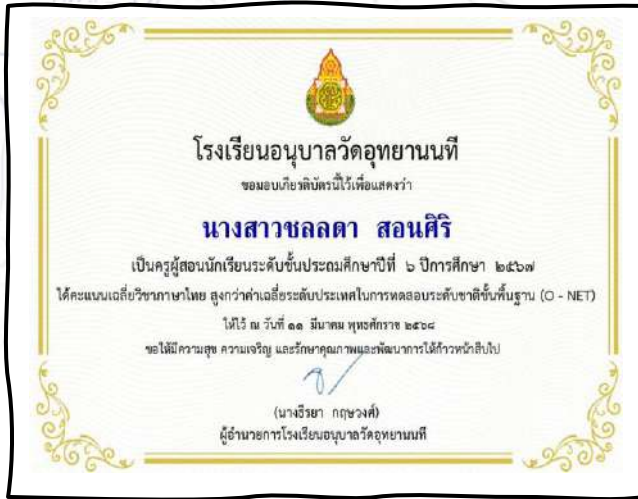 โรงเรียนอนุบาลวัดอุทยานนที
ขอมอบเกียรติบัตรนี้ไว้เพื่อแสดงว่า
นางสาวชลลดา สอนศิริ
เป็นครูผู้สอนนักเรียนระดับชั้นประถมศึกษาปีที่ ๖ ปีการศึกษา ๒๕๖๗
ได้คะแนนเฉลี่ยวิชาภาษาไทย สูงกว่าค่าเฉลี่ยระดับประเทศในการทดสอบระดับชาติขั้นพื้นฐาน (O - NET)
ให้ไว้ ณ วันที่ ๑๑ มีนาคม พุทธศักราช ๒๕๖๘
ขอให้มีความสุข ความเจริญ และรักษาคุณภาพและพัฒนาการให้ก้าวหน้าสืบไป
(นางธิรยา กฤษวงศ์)
ผู้อำนวยการโรงเรียนอนุบาลวัดอุทยานนที